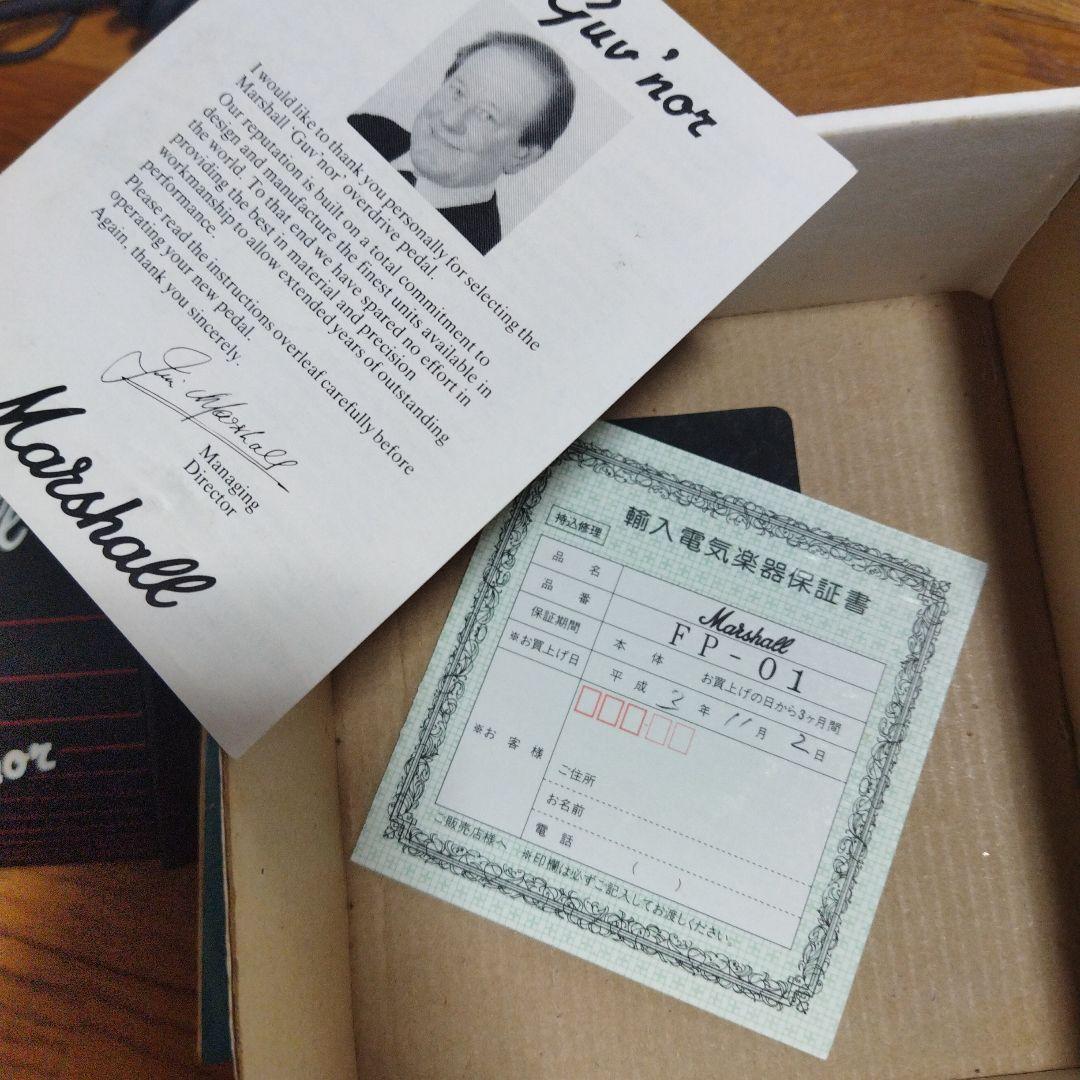 Guv'nor
I would like to thank you personally for selecting the
Marshall 'Guv'nor' overdrive pedal.
Our reputation is built on a total commitment to
design and manufacture the finest units available in
the world. To that end we have spared no effort in
providing the best in material and precision
workmanship to allow extended years of outstanding
performance.
Please read the instructions overleaf carefully before
operating your new pedal.
Again, thank you sincerely.
Jim Marshall
Managing
Director
Marshall
nor
持込修理
輸入電気楽器保証書
品名 Marshall
品番 FP-01
保証期間 本体 お買上げの日から3ヶ月間
※お買上げ日 平成 年 11月 2日
※お客様
ご住所
お名前
電話 ( )
ご販売店様へ ※印欄は必ずご記入してお渡しください。